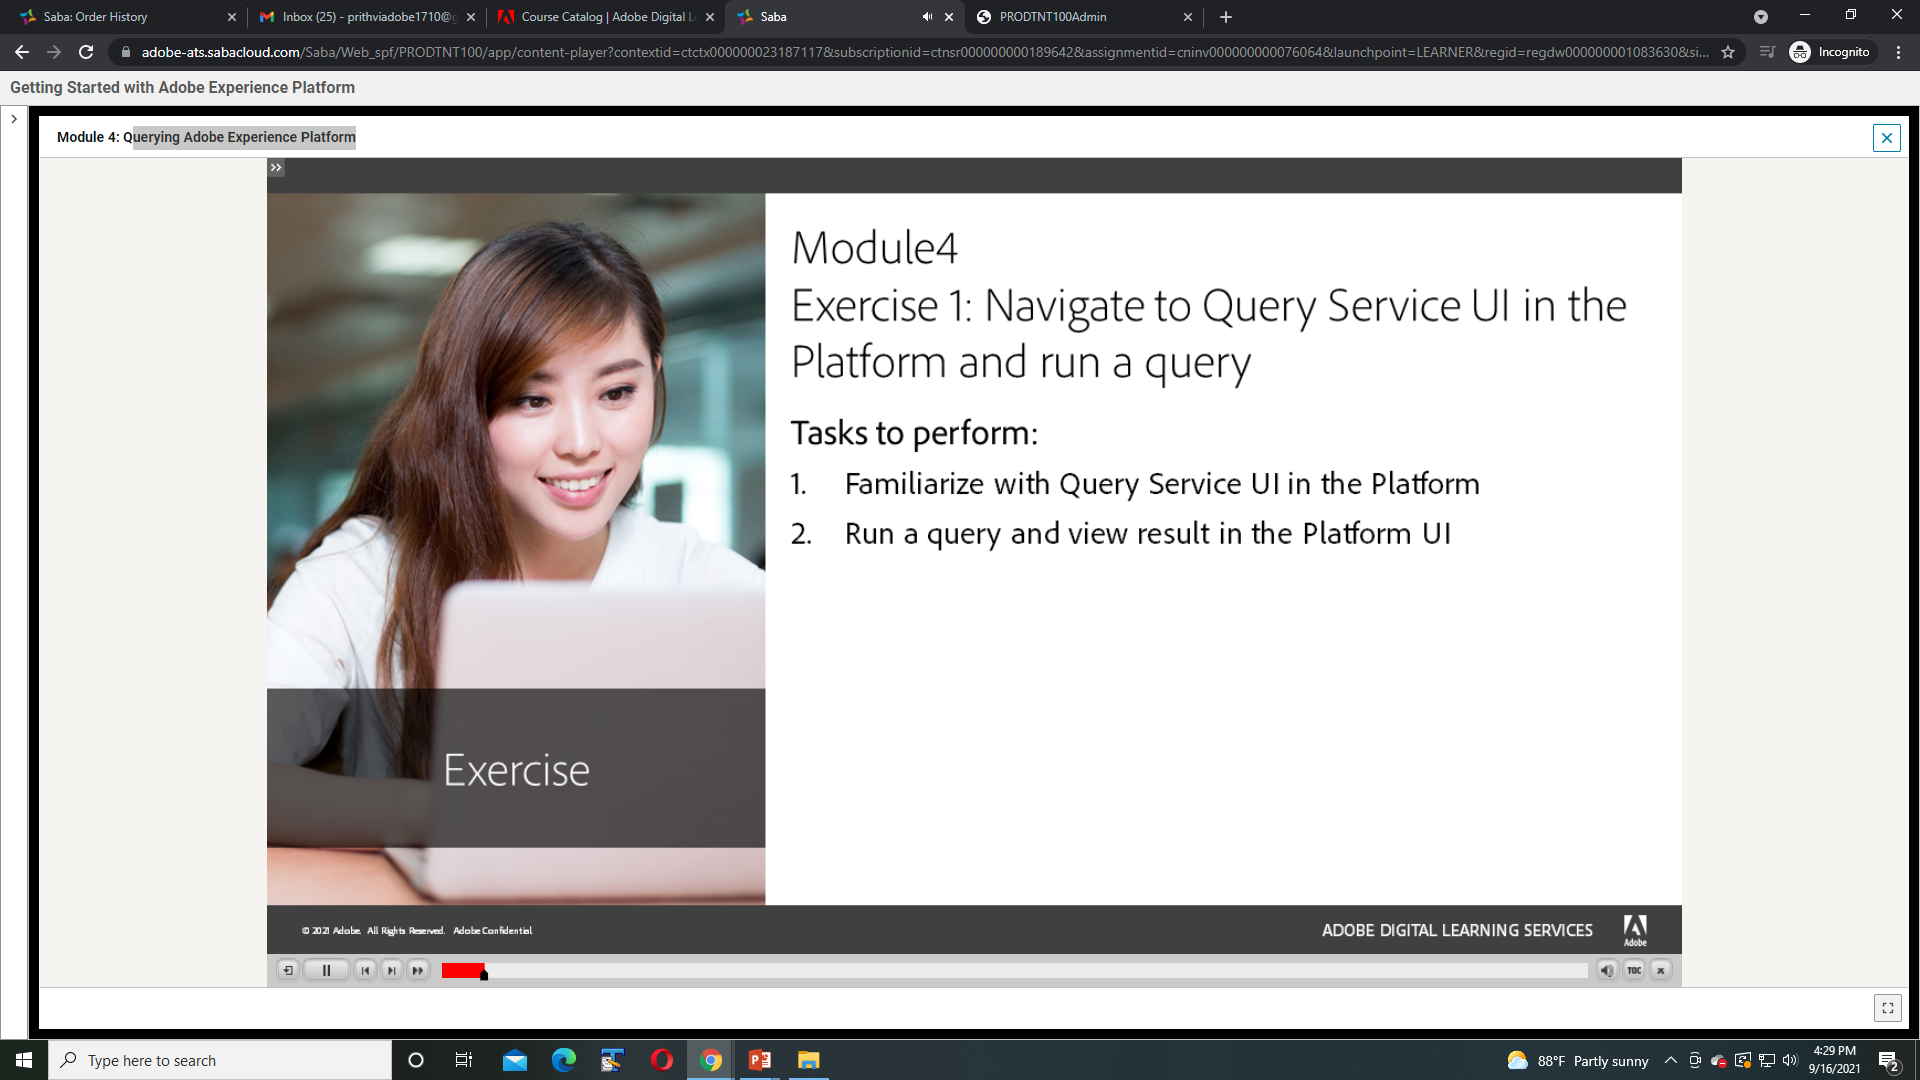 Saba: Order History
Inbox (25) - prithviadobe1710@g
Course Catalog | Adobe Digital L
Saba
PRODTNT100Admin
adobe-ats.sabacloud.com/Saba/Web_spf/PRODTNT100/app/content-player?contextid=ctctx000000023187117&subscriptionid=ctnsr0000000000189642&assignmentid=cninv000000000076064&launchpoint=LEARNER&regid=regdw000000001083630&si...
Incognito
Getting Started with Adobe Experience Platform
Module 4: Querying Adobe Experience Platform
Module4
Exercise 1: Navigate to Query Service UI in the
Platform and run a query
Tasks to perform:
1. Familiarize with Query Service UI in the Platform
2. Run a query and view result in the Platform UI
Exercise
© 2021 Adobe. All Rights Reserved. Adobe Confidential
ADOBE DIGITAL LEARNING SERVICES
Adobe
TOC
Type here to search
88°F Partly sunny
4:29 PM
9/16/2021
2